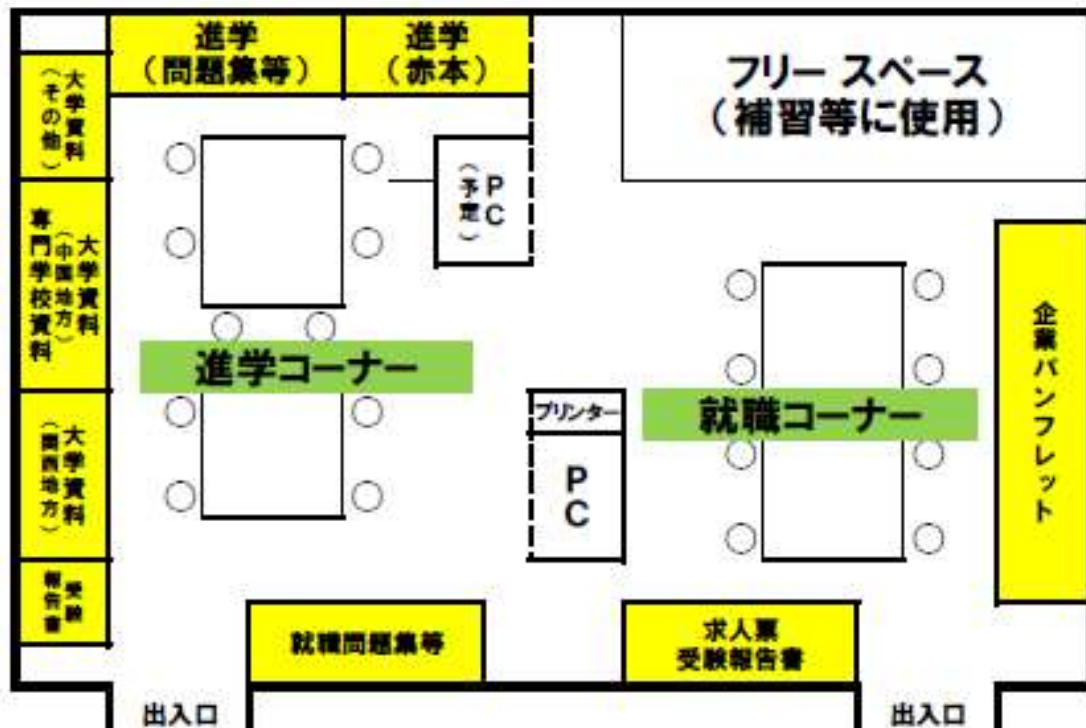 進学
（問題集等）
進学
（赤本）
フリー スペース
（補習等に使用）
大学資料
（その他）
PC
（予定）
大学資料
（中国地方）
専門学校資料
企業パンフレット
進学コーナー
プリンター
就職コーナー
大学資料
（関西地方）
PC
受験
報告書
就職問題集等
求人票
受験報告書
出入口
出入口